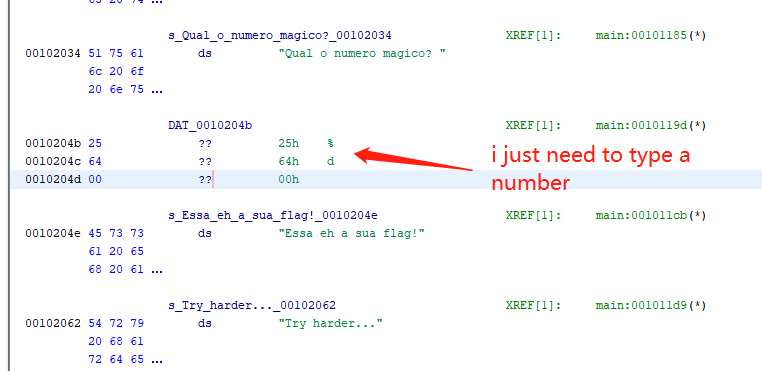 s_Qual_o_numero_magico?_00102034 XREF[1]: main:00101185(*)
00102034 51 75 61 ds "Qual o numero magico? "
6c 20 6f
20 6e 75 ...
DAT_0010204b XREF[1]: main:0010119d(*)
0010204b 25 ?? 25h %
0010204c 64 ?? 64h d
0010204d 00 ?? 00h
i just need to type a
number
s_Essa_eh_a_sua_flag!_0010204e XREF[1]: main:001011cb(*)
0010204e 45 73 73 ds "Essa eh a sua flag!"
61 20 65
68 20 61 ...
s_Try_harder..._00102062 XREF[1]: main:001011d9(*)
00102062 54 72 79 ds "Try harder..."
20 68 61
72 64 65 ...